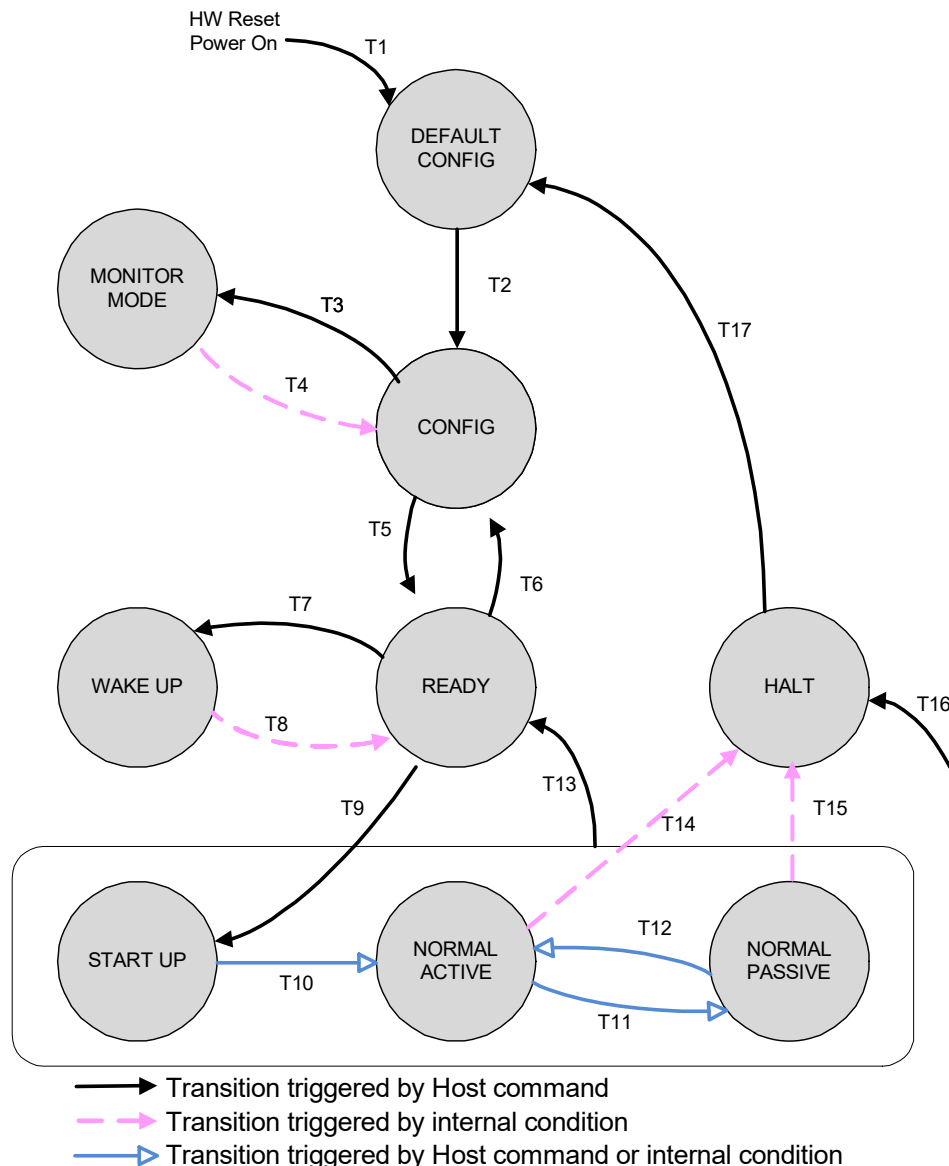 HW Reset
Power On
T1
DEFAULT
CONFIG
T2
MONITOR
MODE
T3
T17
T4
CONFIG
T5
T6
T7
WAKE UP
READY
HALT
T16
T8
T13
T9
T15
T14
START UP
NORMAL
ACTIVE
T12
NORMAL
PASSIVE
T10
T11
Transition triggered by Host command
Transition triggered by internal condition
Transition triggered by Host command or internal condition